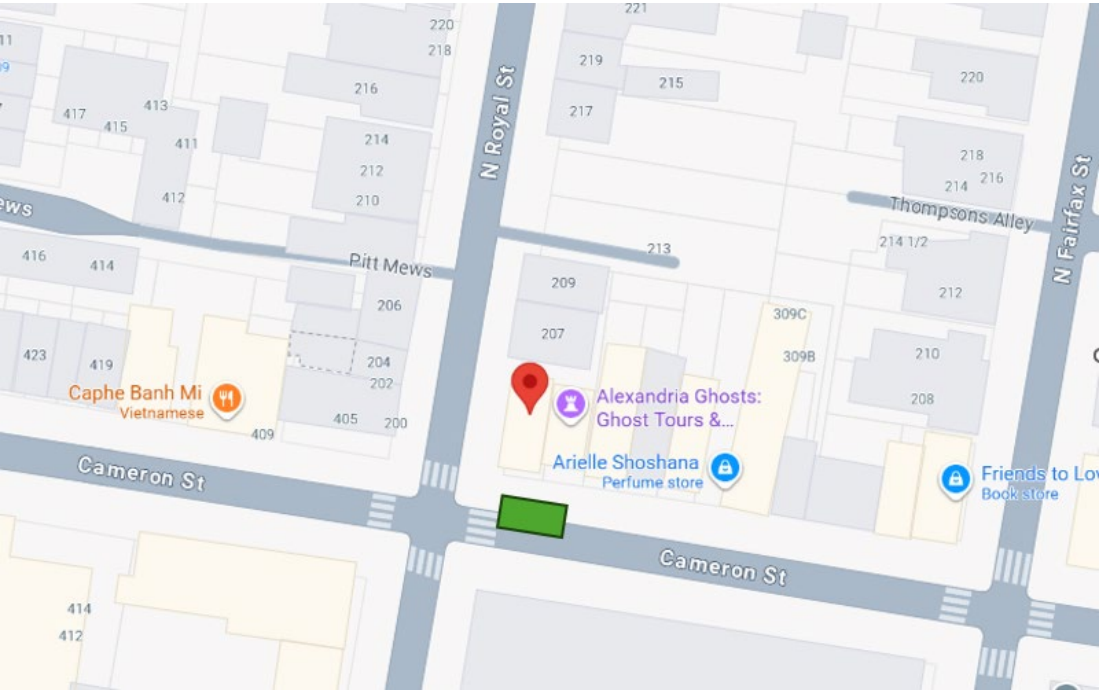 221
220
218
219
215
216
217
220
413
417
415
411
214
212
210
412
N Royal St
218
216
214
Thompsons Alley
N Fairfax St
ews
Pitt Mews
213
214 1/2
416
414
209
212
206
207
309C
309B
210
423
419
204
202
208
Caphe Banh Mi
Vietnamese
405
200
409
Alexandria Ghosts:
Ghost Tours &...
Arielle Shoshana
Perfume store
Friends to Lov
Book store
Cameron St
Cameron St
414
412